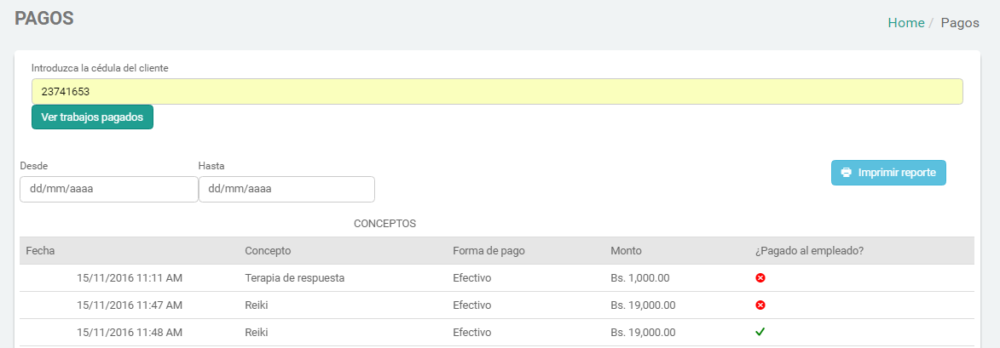 PAGOS
Home / Pagos
Introduzca la cédula del cliente
23741653
Ver trabajos pagados
Desde Hasta
dd/mm/aaaa dd/mm/aaaa
Imprimir reporte
CONCEPTOS
Fecha Concepto Forma de pago Monto ¿Pagado al empleado?
15/11/2016 11:11 AM Terapia de respuesta Efectivo Bs. 1,000.00
15/11/2016 11:47 AM Reiki Efectivo Bs. 19,000.00
15/11/2016 11:48 AM Reiki Efectivo Bs. 19,000.00